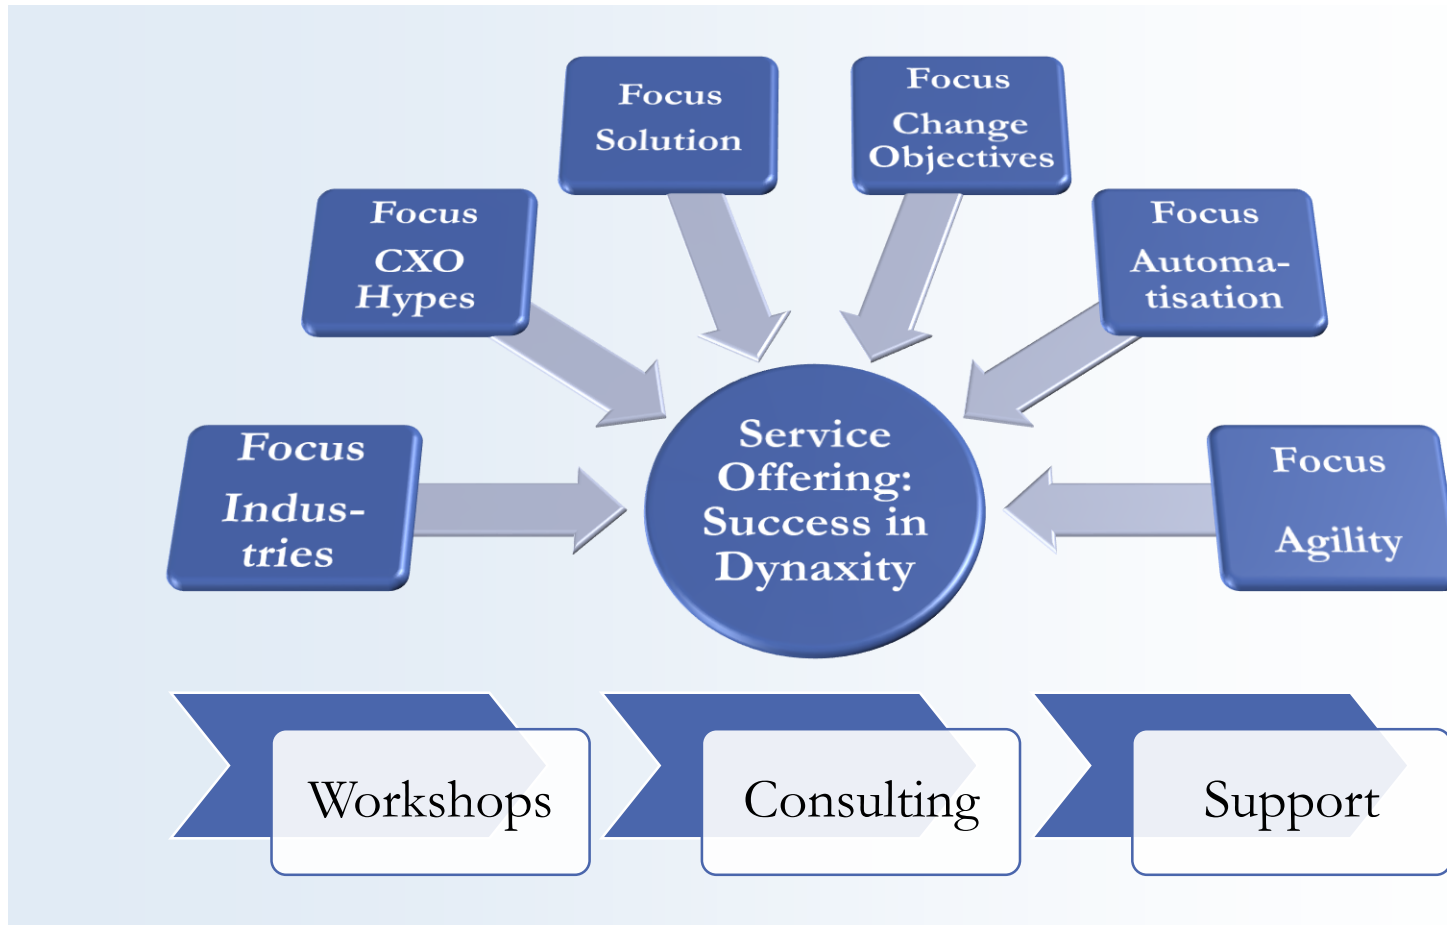 Focus
Solution
Focus
Change
Objectives
Focus
CXO
Hypes
Focus
Automa-
tisation
Focus
Indus-
tries
Service
Offering:
Success in
Dynaxity
Focus
Agility
Workshops
Consulting
Support